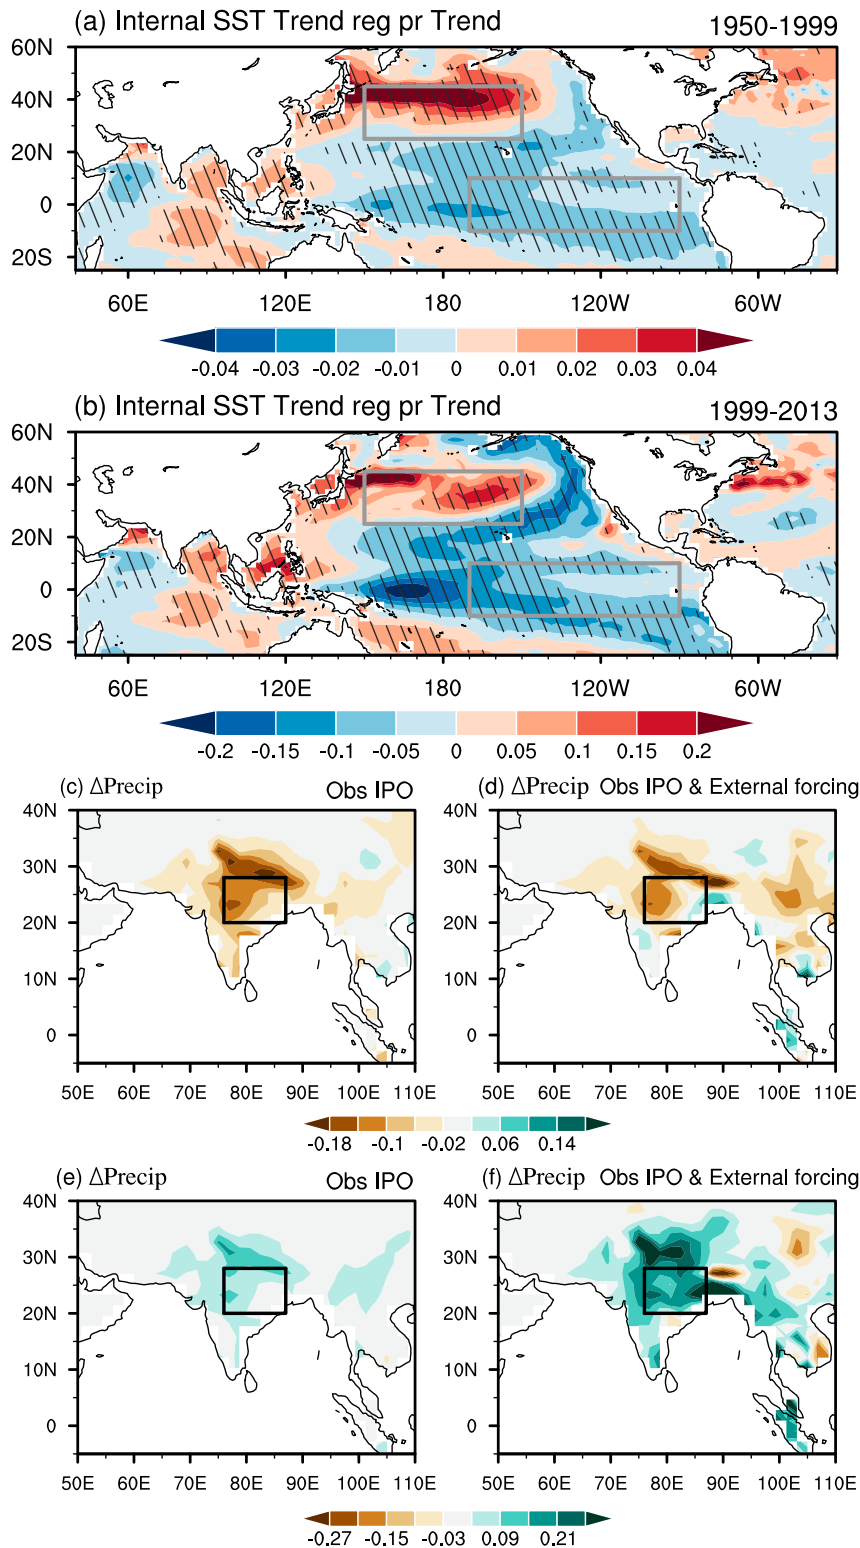 (a) Internal SST Trend reg pr Trend 1950-1999
60N
40N
20N
0
20S
60E 120E 180 120W 60W
-0.04 -0.03 -0.02 -0.01 0 0.01 0.02 0.03 0.04
(b) Internal SST Trend reg pr Trend 1999-2013
60N
40N
20N
0
20S
60E 120E 180 120W 60W
-0.2 -0.15 -0.1 -0.05 0 0.05 0.1 0.15 0.2
(c) ΔPrecip Obs IPO
40N
30N
20N
10N
0
50E 60E 70E 80E 90E 100E 110E
(d) ΔPrecip Obs IPO & External forcing
40N
30N
20N
10N
0
50E 60E 70E 80E 90E 100E 110E
-0.18 -0.1 -0.02 0.06 0.14
(e) ΔPrecip Obs IPO
40N
30N
20N
10N
0
50E 60E 70E 80E 90E 100E 110E
(f) ΔPrecip Obs IPO & External forcing
40N
30N
20N
10N
0
50E 60E 70E 80E 90E 100E 110E
-0.27 -0.15 -0.03 0.09 0.21